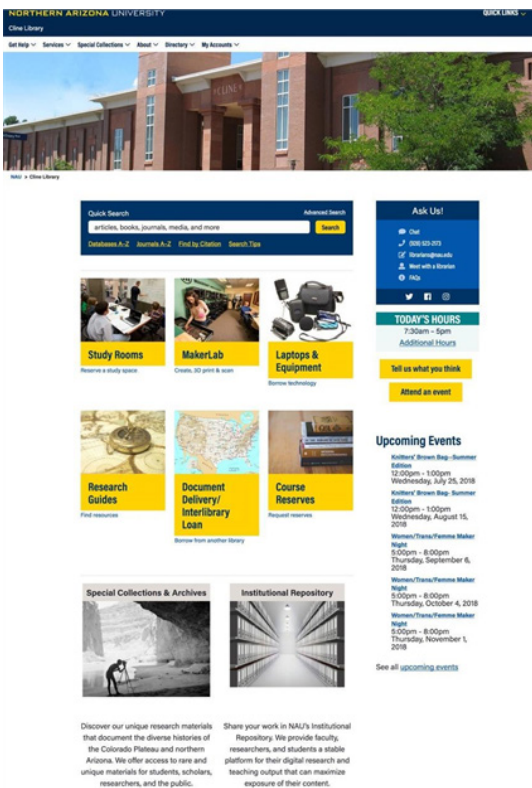 NORTHERN ARIZONA UNIVERSITY
QUICK LINKS
Cline Library
Get Help Services Special Collections About Directory My Accounts
CLINE
NAU > Cline Library
Quick Search
Advanced Search
articles, books, journals, media, and more
Search
Databases A-Z Journals A-Z Find by Citation Search Tips
Study Rooms
Reserve a study space
MakerLab
Create, 3D print & scan
Laptops &
Equipment
Borrow technology
Research
Guides
Find resources
Document
Delivery/
Interlibrary
Loan
Borrow from another library
Course
Reserves
Request reserves
Special Collections & Archives
Discover our unique research materials
that document the diverse histories of
the Colorado Plateau and northern
Arizona. We offer access to rare and
unique materials for students, scholars,
researchers, and the public.
Institutional Repository
Share your work in NAU's Institutional
Repository. We provide faculty,
researchers, and students a stable
platform for their digital research and
teaching output that can maximize
exposure of their content.
Ask Us!
Chat
(928) 523-2173
librarians@nau.edu
Meet with a librarian
FAQs
TODAY'S HOURS
7:30am - 5pm
Additional Hours
Tell us what you think
Attend an event
Upcoming Events
Knitters' Brown Bag--Summer
Edition
12:00pm - 1:00pm
Wednesday, July 25, 2018
Knitters' Brown Bag- Summer
Edition
12:00pm - 1:00pm
Wednesday, August 15,
2018
Women/Trans/Femme Maker
Night
5:00pm - 8:00pm
Thursday, September 6,
2018
Women/Trans/Femme Maker
Night
5:00pm - 8:00pm
Thursday, October 4, 2018
Women/Trans/Femme Maker
Night
5:00pm - 8:00pm
Thursday, November 1,
2018
See all upcoming events